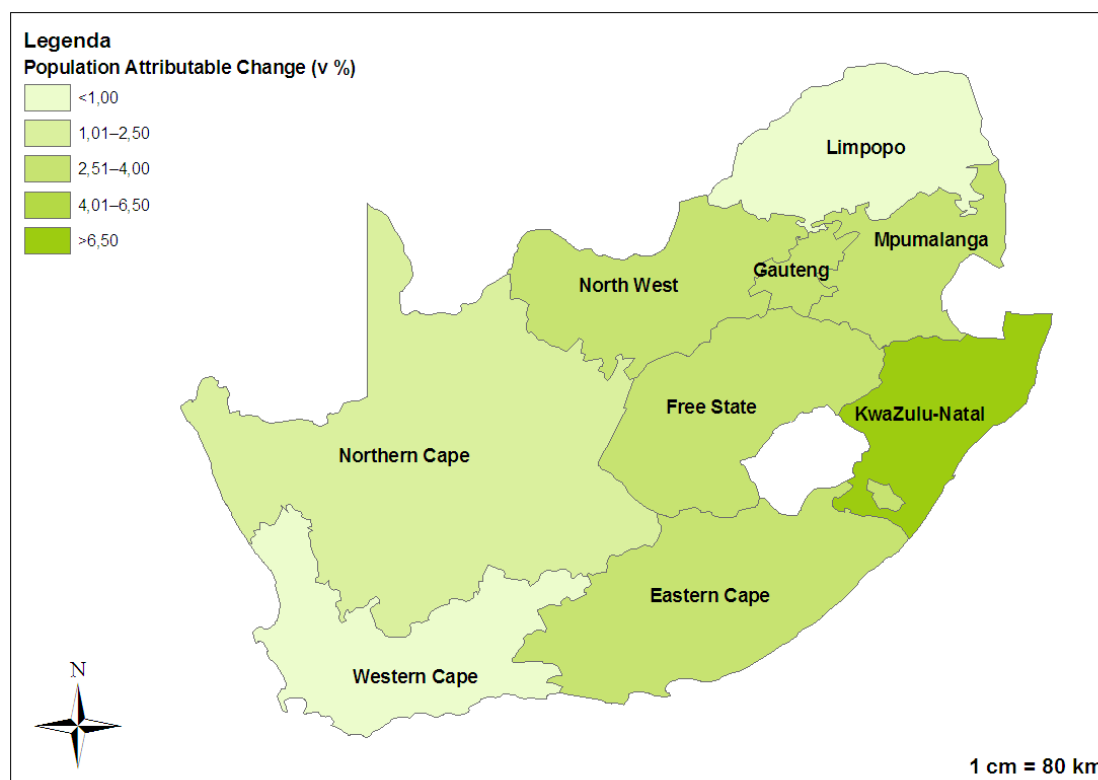 Legenda
Population Attributable Change (v %)
<1,00
1,01–2,50
2,51–4,00
4,01–6,50
>6,50
Limpopo
Mpumalanga
Gauteng
North West
Free State
KwaZulu-Natal
Northern Cape
Eastern Cape
Western Cape
N
1 cm = 80 km